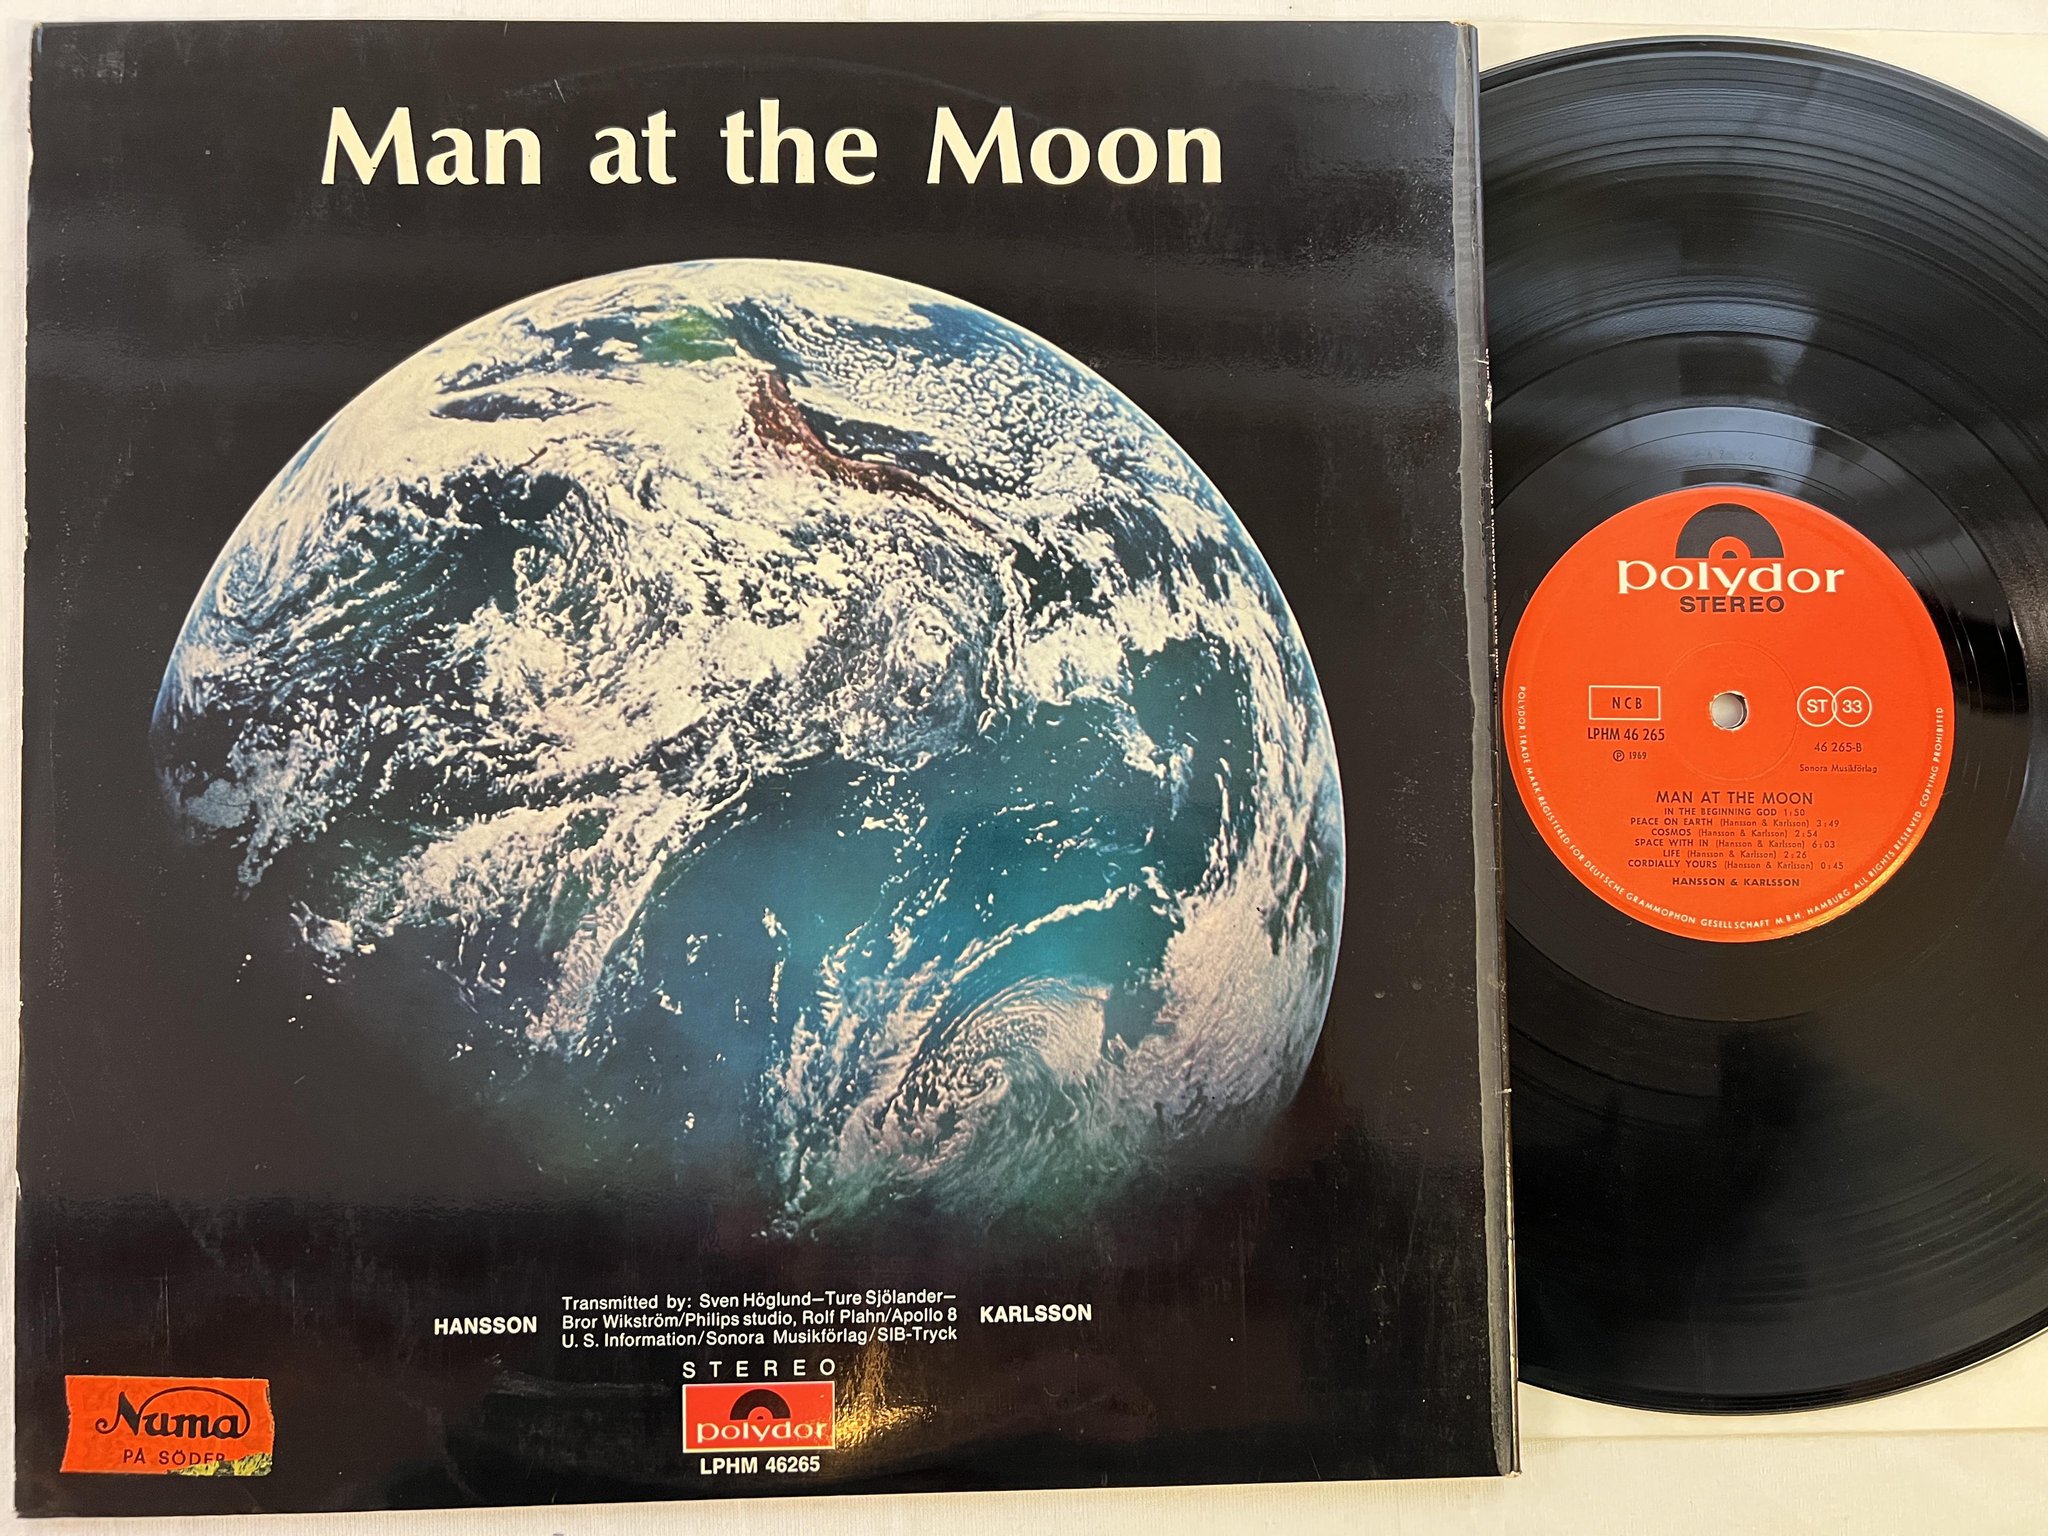 Man at the Moon
Transmitted by: Sven Höglund—Ture Sjölander—
HANSSON Bror Wikström/Philips studio, Rolf Plahn/Apollo 8 KARLSSON
U. S. Information/Sonora Musikförlag/SIB-Tryck
STEREO
polydor
LPHM 46265
Numa
PÅ SÖDER
polydor
STEREO
NCB
LPHM 46 265
℗ 1969
ST 33
46 265-B
Sonora Musikförlag
MAN AT THE MOON
IN THE BEGINNING GOD 1:50
PEACE ON EARTH (Hansson & Karlsson) 3:49
COSMOS (Hansson & Karlsson) 2:54
SPACE WITH IN (Hansson & Karlsson) 6:03
LIFE (Hansson & Karlsson) 2:26
CORDIALLY YOURS (Hansson & Karlsson) 0:45
HANSSON & KARLSSON
POLYDOR TRADE MARK REGISTERED FOR DEUTSCHE GRAMMOPHON GESELLSCHAFT M.B.H. HAMBURG ALL RIGHTS RESERVED COPYING PROHIBITED